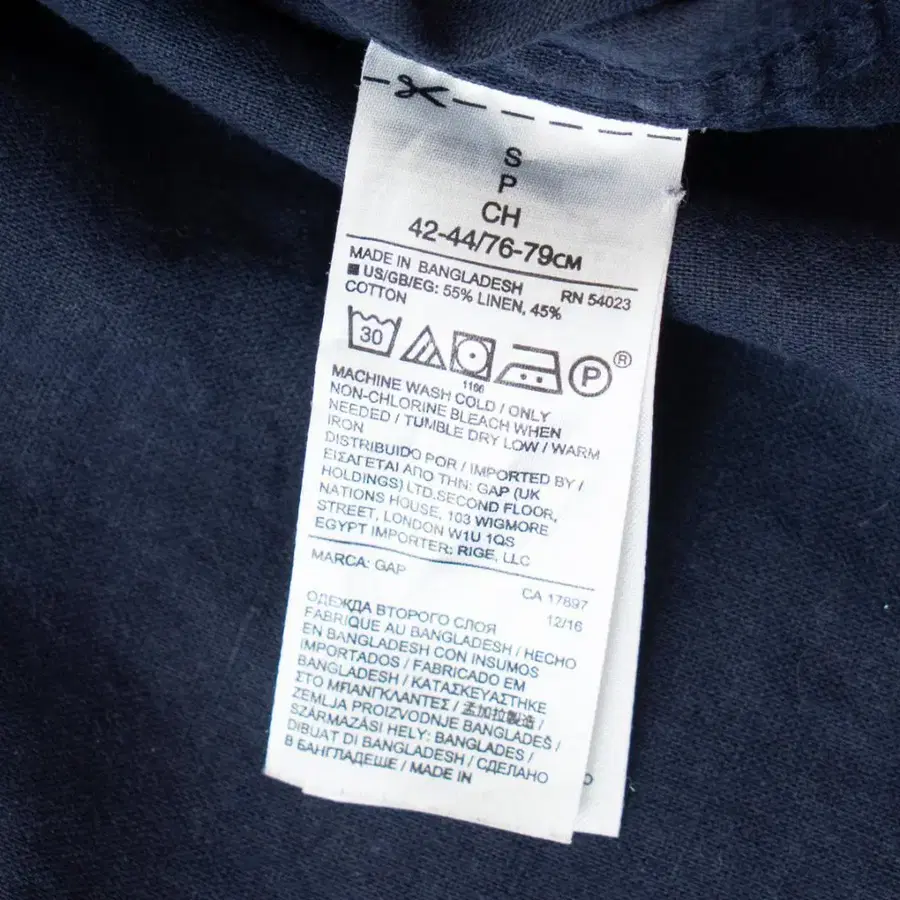 S
P
CH
42-44/76-79CM
MADE IN BANGLADESH RN 54023
US/GB/EG: 55% LINEN, 45%
COTTON
30 P ®
1166
MACHINE WASH COLD / ONLY
NON-CHLORINE BLEACH WHEN
NEEDED / TUMBLE DRY LOW / WARM
IRON
DISTRIBUIDO POR / IMPORTED BY /
ΕΙΣΑΓΕΤΑΙ ΑΠΟ ΤΗΝ: GAP (UK
HOLDINGS) LTD.SECOND FLOOR,
NATIONS HOUSE, 103 WIGMORE
STREET, LONDON W1U 1QS
EGYPT IMPORTER: RIGE, LLC
MARCA: GAP
CA 17897
12/16
ОДЕЖДА ВТОРОГО СЛОЯ
FABRIQUE AU BANGLADESH / HECHO
EN BANGLADESH CON INSUMOS
IMPORTADOS / FABRICADO EM
BANGLADESH / ΚΑΤΑΣΚΕΥΑΣΤΗΚΕ
ΣΤΟ ΜΠΑΝΓΚΛΑΝΤΕΣ / 孟加拉製造 /
ZEMLJA PROIZVODNJE BANGLADEŠ /
SZÁRMAZÁSI HELY: BANGLADES /
DIBUAT DI BANGLADESH / СДЕЛАНО
В БАНГЛАДЕШЕ / MADE IN